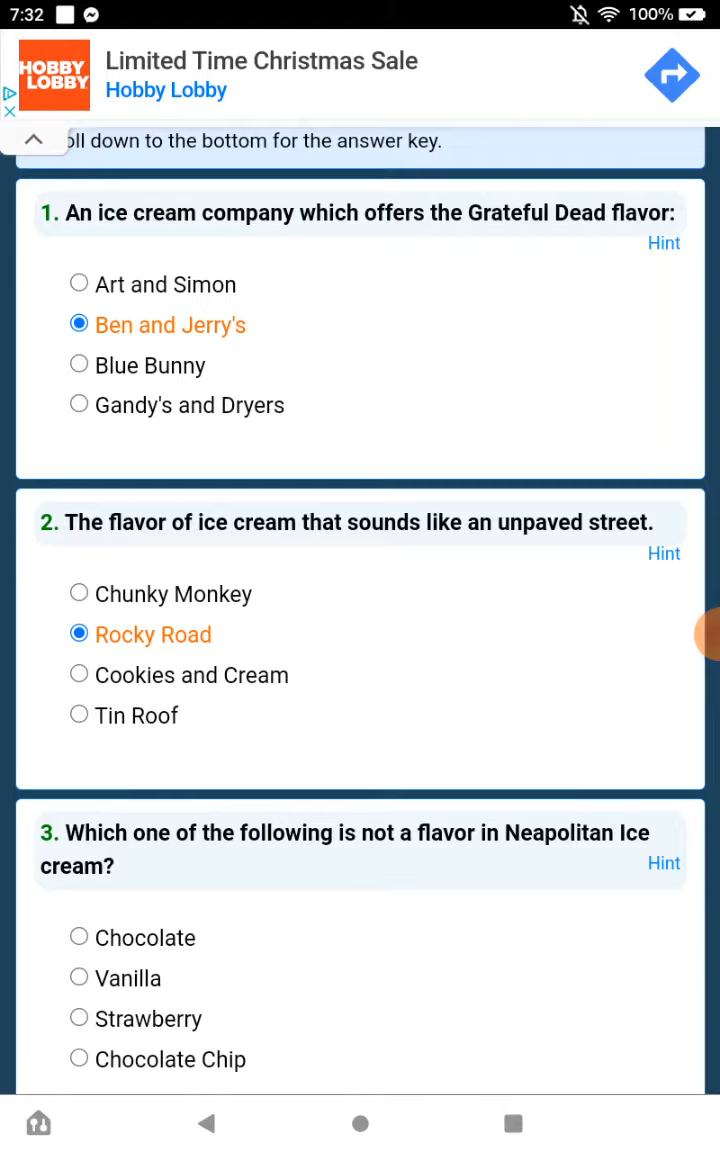 7:32 100%
HOBBY
LOBBY
Limited Time Christmas Sale
Hobby Lobby
oll down to the bottom for the answer key.
1. An ice cream company which offers the Grateful Dead flavor:
Hint
Art and Simon
Ben and Jerry's
Blue Bunny
Gandy's and Dryers
2. The flavor of ice cream that sounds like an unpaved street.
Hint
Chunky Monkey
Rocky Road
Cookies and Cream
Tin Roof
3. Which one of the following is not a flavor in Neapolitan Ice
cream?
Hint
Chocolate
Vanilla
Strawberry
Chocolate Chip